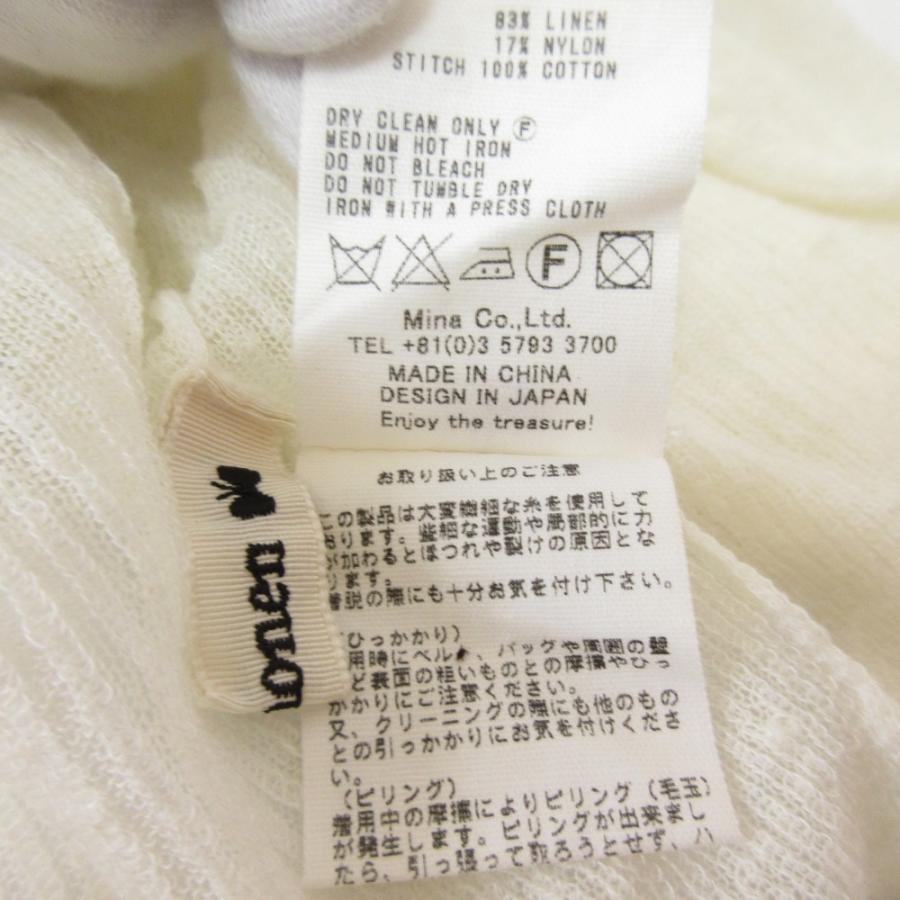 83% LINEN
17% NYLON
STITCH 100% COTTON
DRY CLEAN ONLY Ⓕ
MEDIUM HOT IRON
DO NOT BLEACH
DO NOT TUMBLE DRY
IRON WITH A PRESS CLOTH
F
Mina Co.,Ltd.
TEL +81(0)3 5793 3700
MADE IN CHINA
DESIGN IN JAPAN
Enjoy the treasure!
お取り扱い上のご注意
の製品は大変繊細な糸を使用して
おります。些細な運動や局部的に力
が加わるとほつれや裂けの原因とな
ります。
着脱の際にも十分お気を付け下さい。
ひっかかり）
用時にベル、バッグや周囲の壁
ど表面の粗いものとの摩擦やひっ
かかりにご注意ください。
又、クリーニングの際にも他のもの
との引っかかりにお気を付けくださ
い。
（ピリング）
着用中の摩擦によりピリング（毛玉）
が発生します。ピリングが出来まし
たら、引っ張って取ろうとせず、ハ